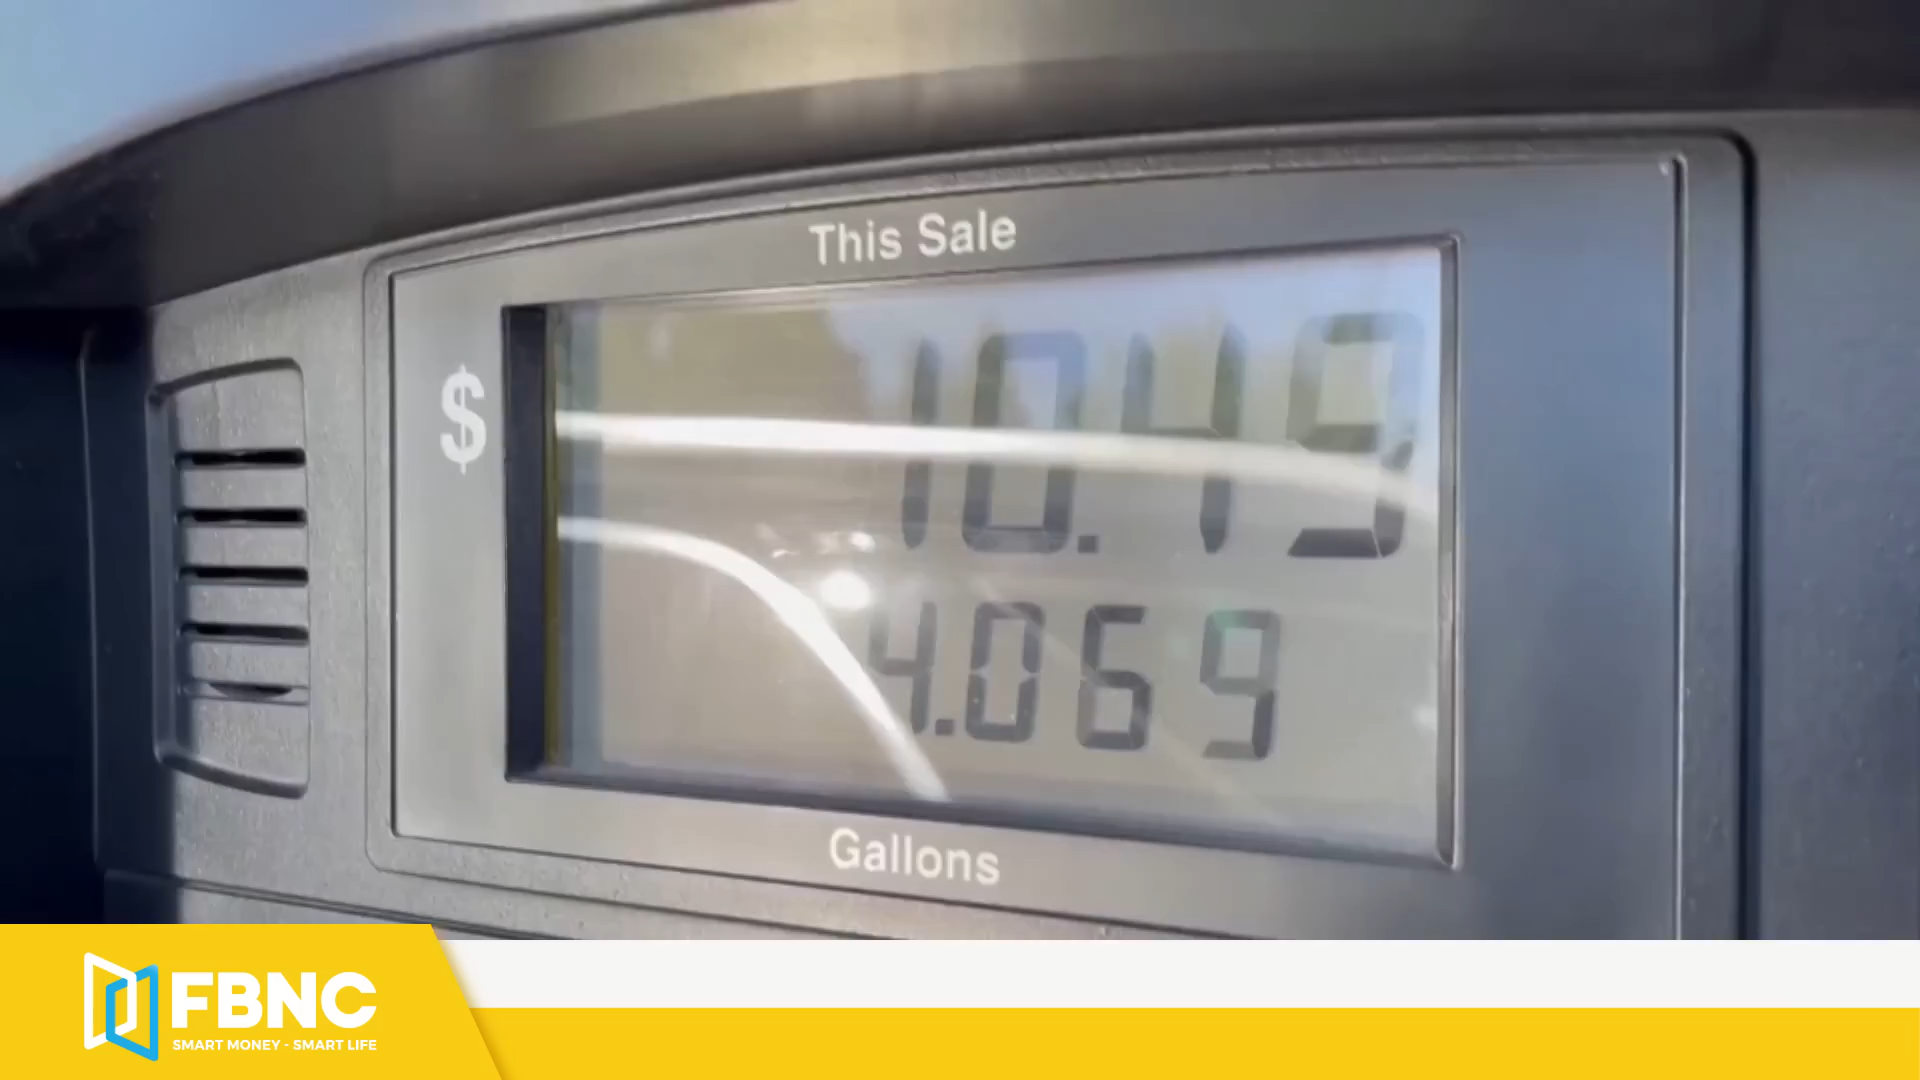 This Sale
$
10.49
4.069
Gallons
FBNC
SMART MONEY - SMART LIFE